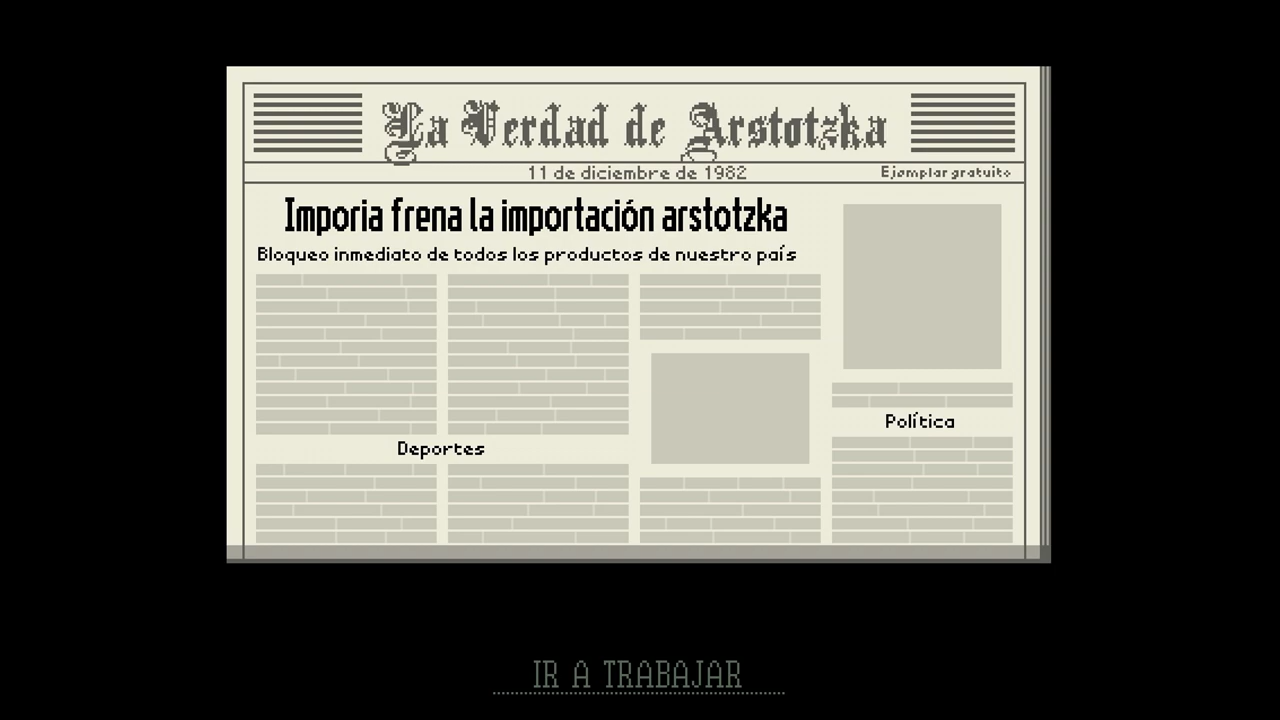 La Verdad de Arstotzka
11 de diciembre de 1982
Ejemplar gratuito
Imporia frena la importación arstotzka
Bloqueo inmediato de todos los productos de nuestro país
Deportes
Política
IR A TRABAJAR